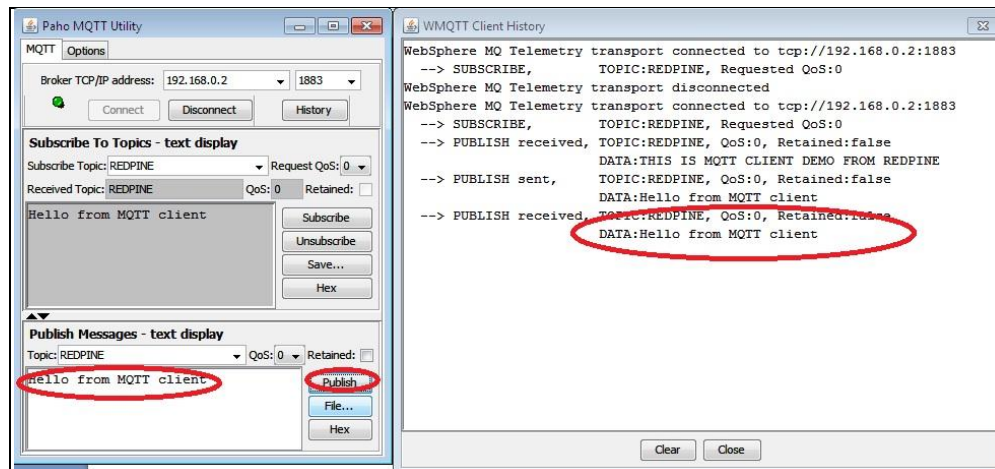 Paho MQTT Utility
MQTT Options
Broker TCP/IP address: 192.168.0.2 1883
Connect Disconnect History
Subscribe To Topics - text display
Subscribe Topic: REDPINE Request QoS: 0
Received Topic: REDPINE QoS: 0 Retained:
Hello from MQTT client
Subscribe
Unsubscribe
Save...
Hex
Publish Messages - text display
Topic: REDPINE QoS: 0 Retained:
Hello from MQTT client
Publish
File...
Hex
WMQTT Client History
WebSphere MQ Telemetry transport connected to tcp://192.168.0.2:1883
--> SUBSCRIBE, TOPIC:REDPINE, Requested QoS:0
WebSphere MQ Telemetry transport disconnected
WebSphere MQ Telemetry transport connected to tcp://192.168.0.2:1883
--> SUBSCRIBE, TOPIC:REDPINE, Requested QoS:0
--> PUBLISH received, TOPIC:REDPINE, QoS:0, Retained:false
DATA:THIS IS MQTT CLIENT DEMO FROM REDPINE
--> PUBLISH sent, TOPIC:REDPINE, QoS:0, Retained:false
DATA:Hello from MQTT client
--> PUBLISH received, TOPIC:REDPINE, QoS:0, Retained:false
DATA:Hello from MQTT client
Clear Close